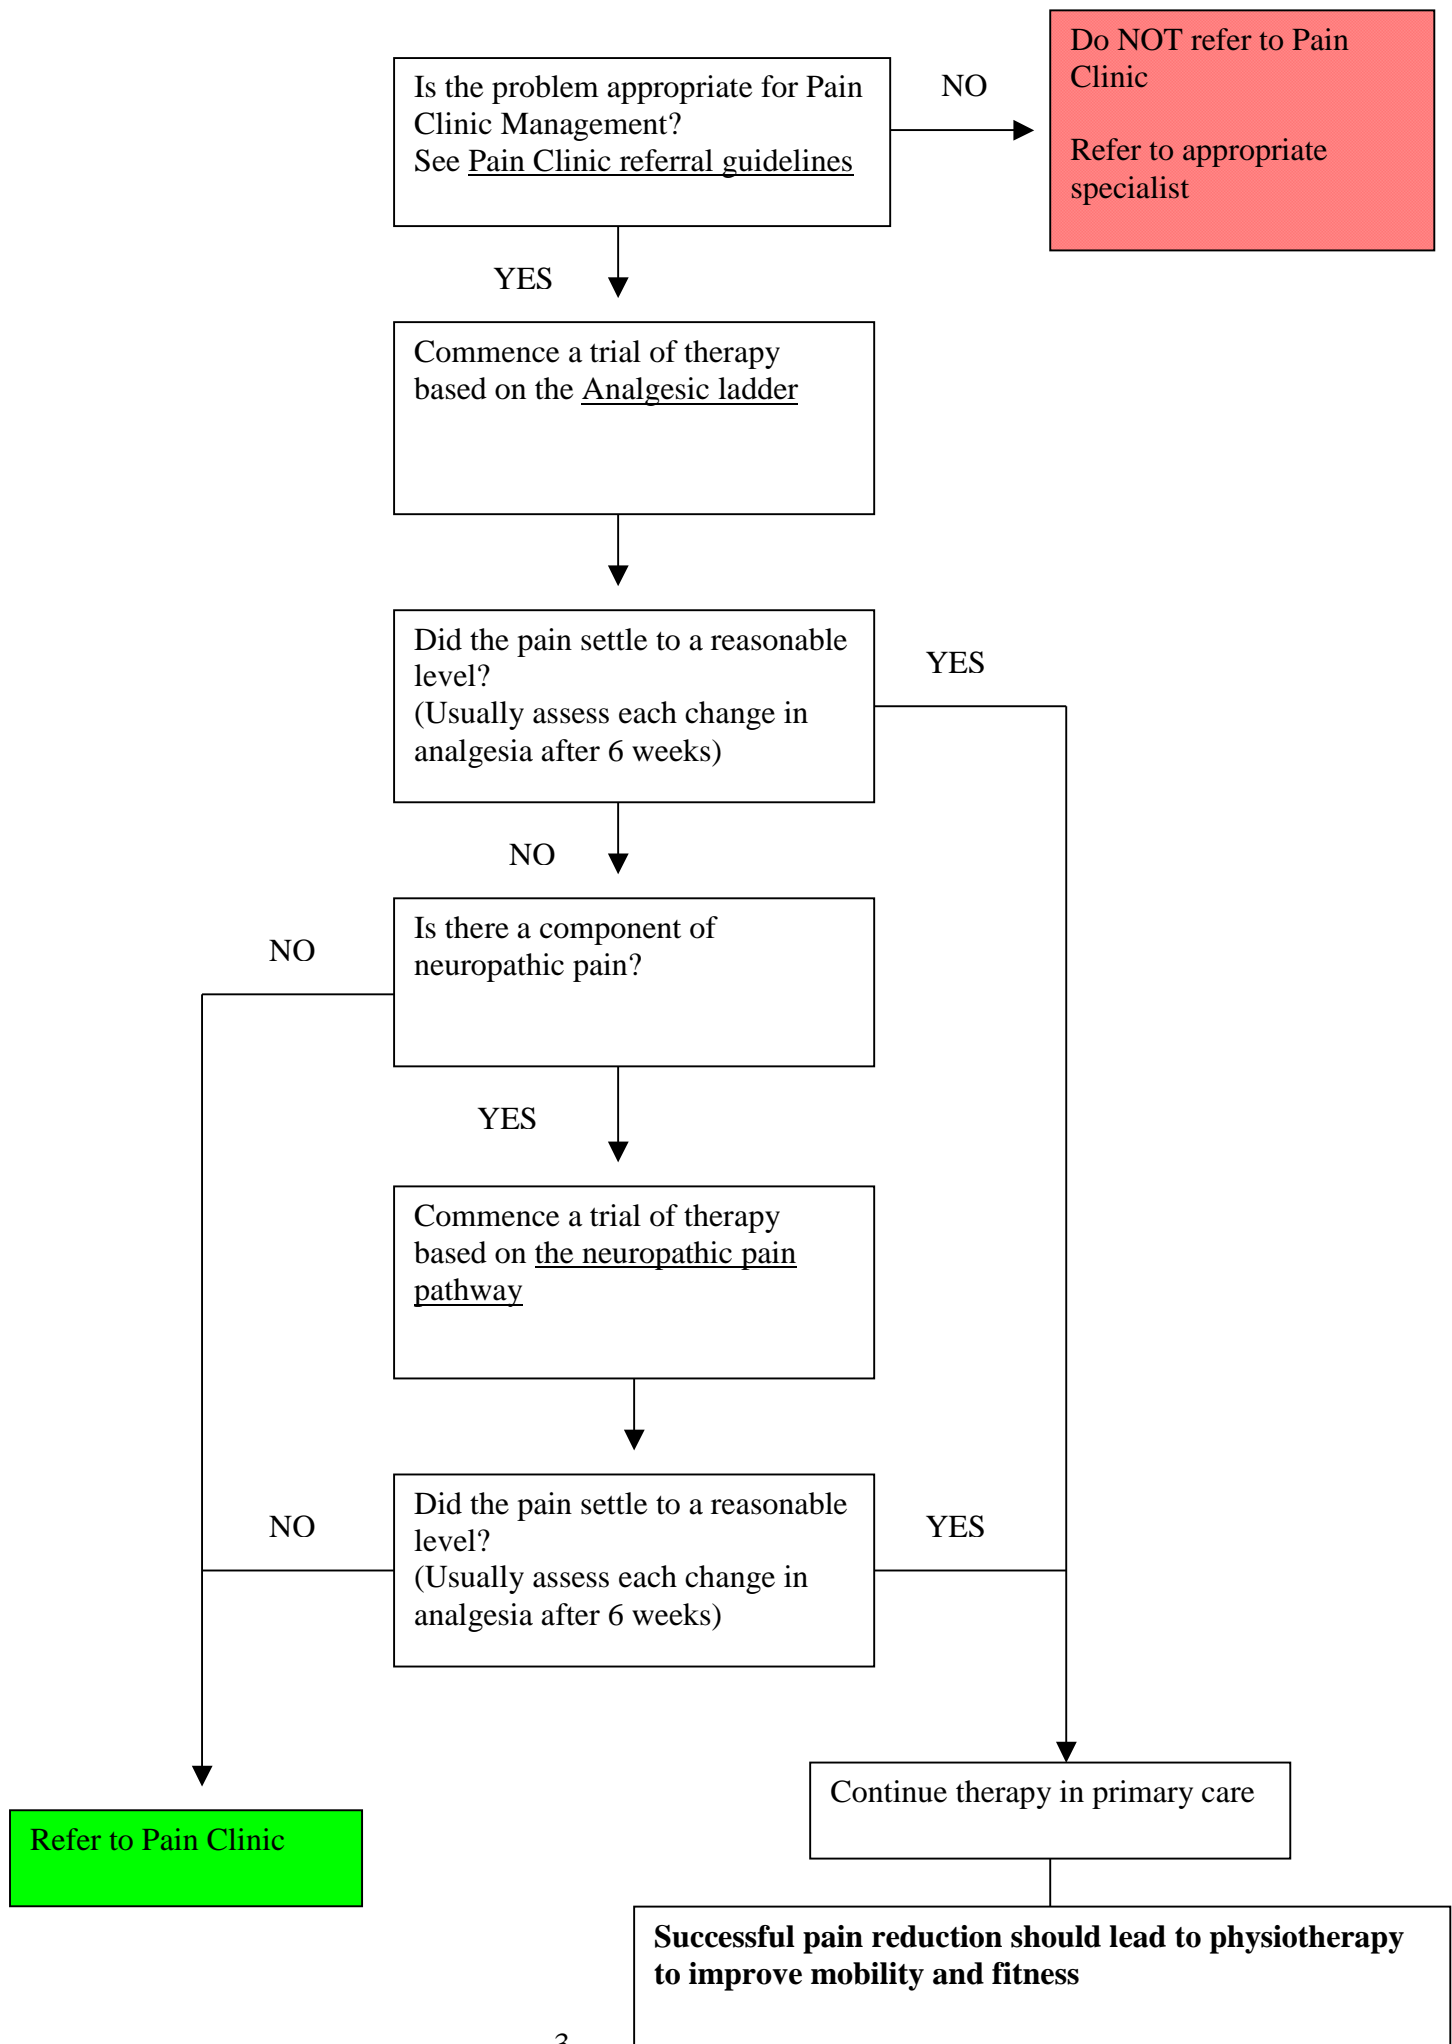 Do NOT refer to Pain
Clinic
Refer to appropriate
specialist
Is the problem appropriate for Pain
Clinic Management?
See Pain Clinic referral guidelines
NO
YES
Commence a trial of therapy
based on the Analgesic ladder
Did the pain settle to a reasonable
level?
(Usually assess each change in
analgesia after 6 weeks)
YES
NO
Is there a component of
neuropathic pain?
NO
YES
Commence a trial of therapy
based on the neuropathic pain
pathway
Did the pain settle to a reasonable
level?
(Usually assess each change in
analgesia after 6 weeks)
NO
YES
Continue therapy in primary care
Refer to Pain Clinic
Successful pain reduction should lead to physiotherapy
to improve mobility and fitness
3